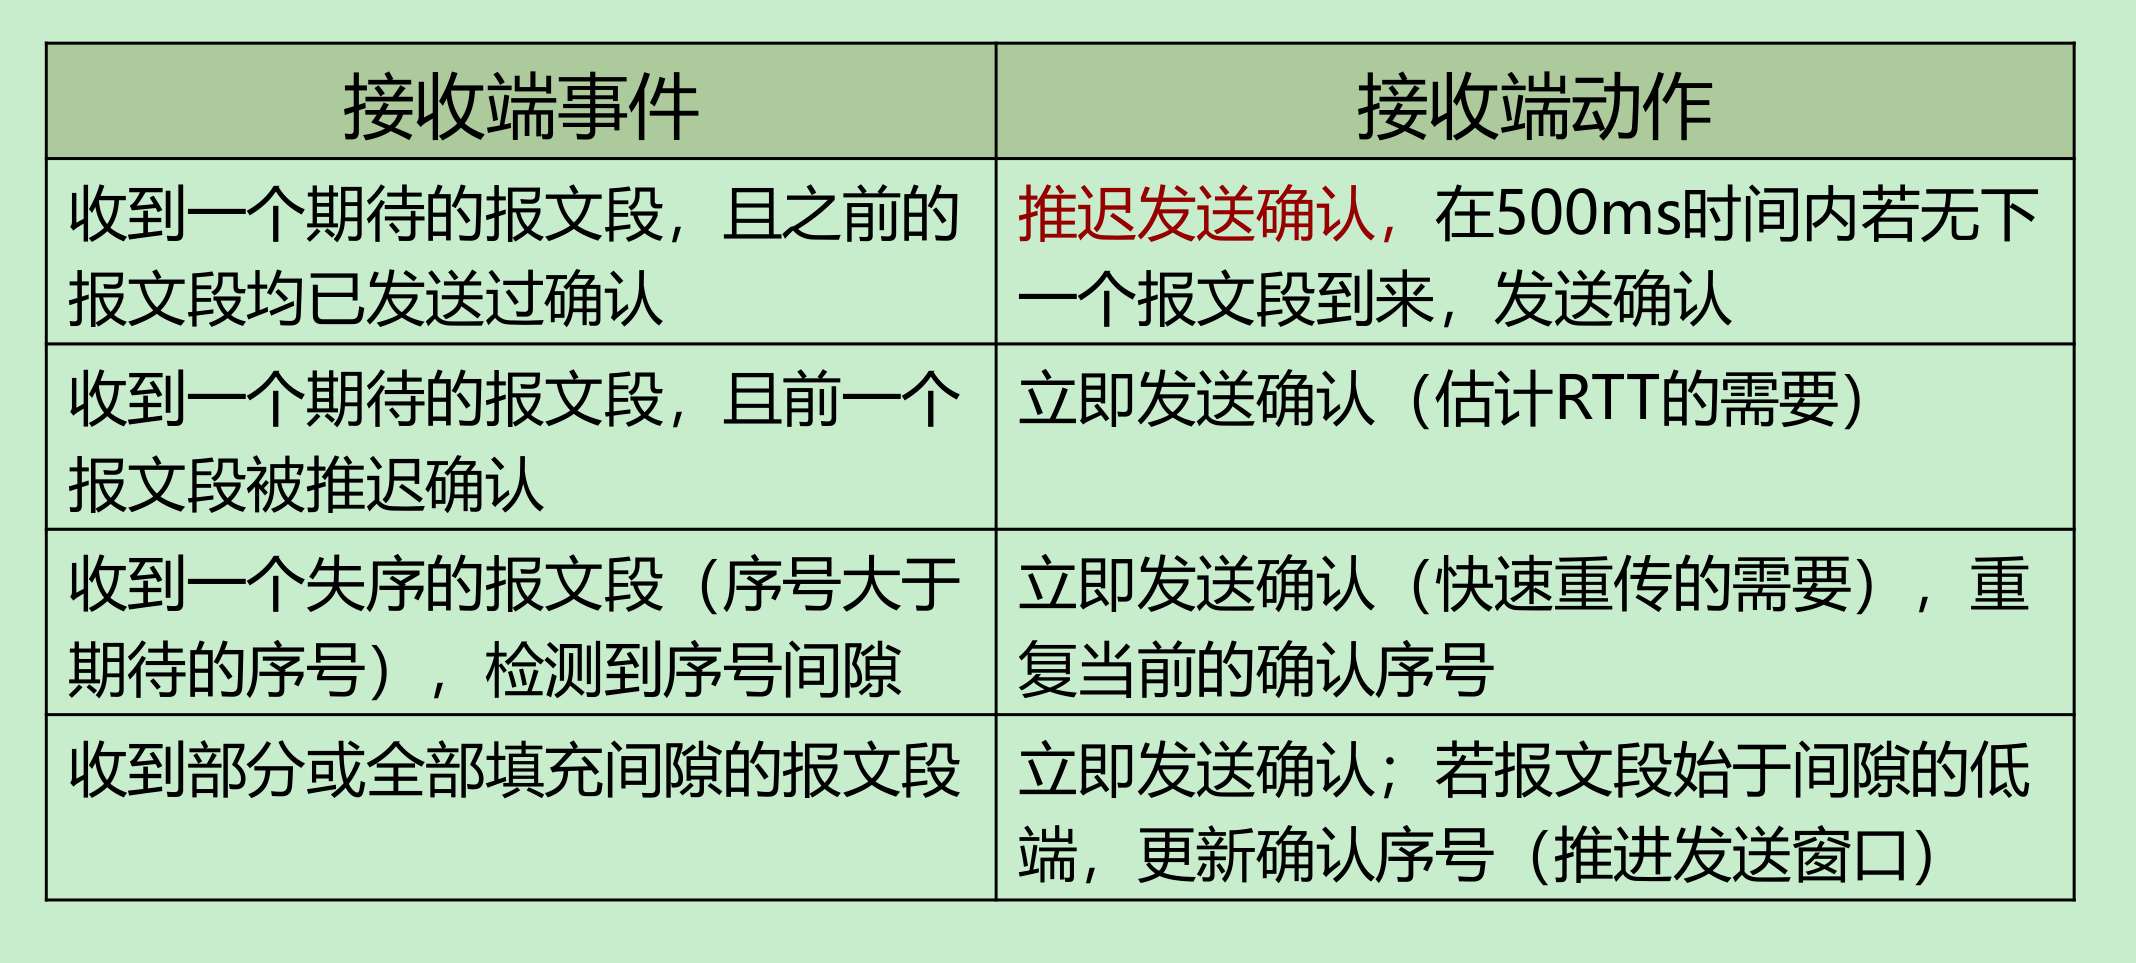 接收端事件
接收端动作
收到一个期待的报文段，且之前的
报文段均已发送过确认
推迟发送确认，在500ms时间内若无下
一个报文段到来，发送确认
收到一个期待的报文段，且前一个
报文段被推迟确认
立即发送确认（估计RTT的需要）
收到一个失序的报文段（序号大于
期待的序号），检测到序号间隙
立即发送确认（快速重传的需要），重
复当前的确认序号
收到部分或全部填充间隙的报文段
立即发送确认；若报文段始于间隙的低
端，更新确认序号（推进发送窗口）